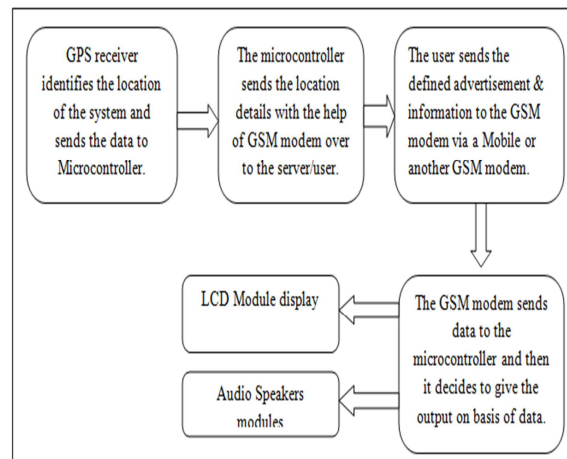 GPS receiver
identifies the location
of the system and
sends the data to
Microcontroller.
The microcontroller
sends the location
details with the help
of GSM modem over
to the server/user.
The user sends the
defined advertisement &
information to the GSM
modem via a Mobile or
another GSM modem.
The GSM modem sends
data to the
microcontroller and then
it decides to give the
output on basis of data.
LCD Module display
Audio Speakers
modules